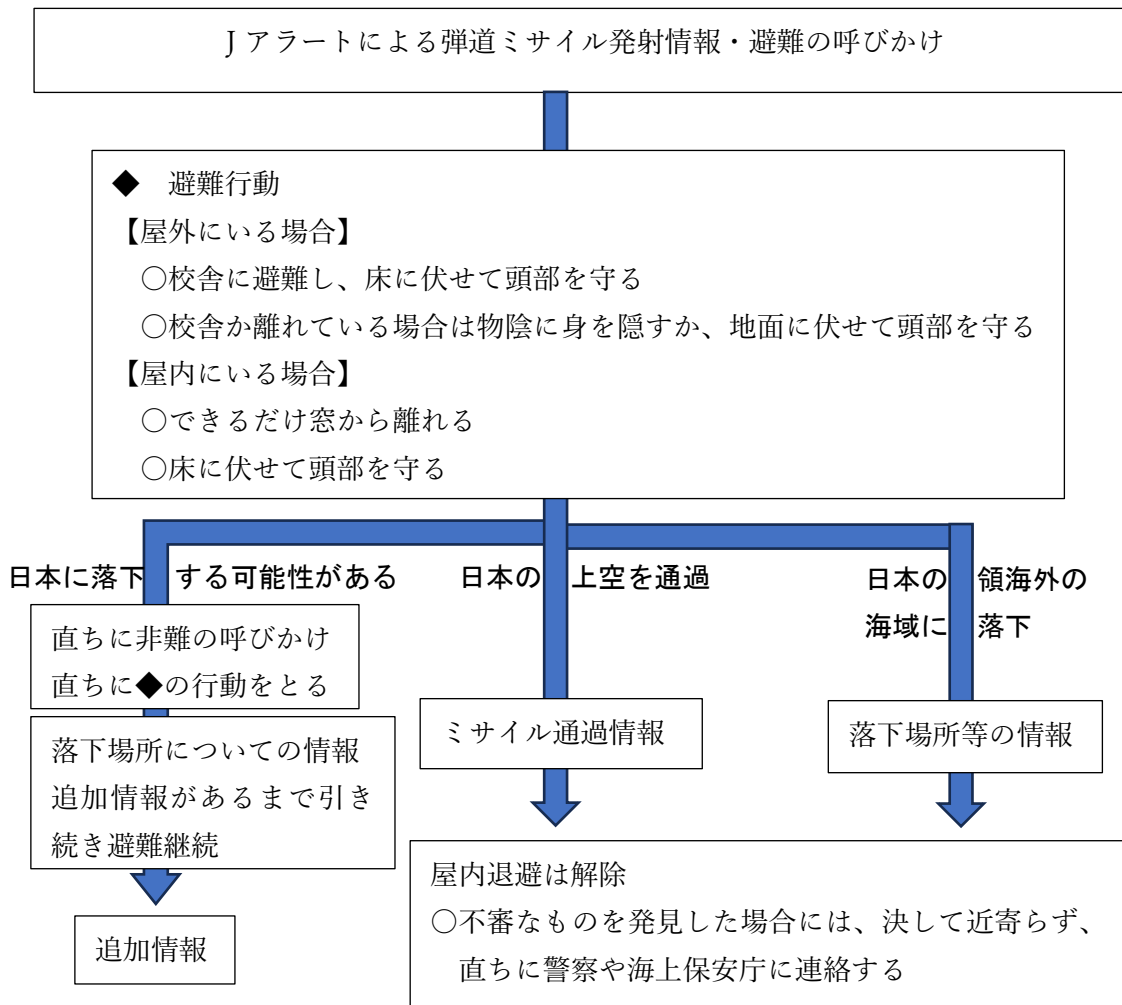 Jアラートによる弾道ミサイル発射情報・避難の呼びかけ
◆ 避難行動
【屋外にいる場合】
○校舎に避難し、床に伏せて頭部を守る
○校舎か離れている場合は物陰に身を隠すか、地面に伏せて頭部を守る
【屋内にいる場合】
○できるだけ窓から離れる
○床に伏せて頭部を守る
日本に落下する可能性がある
直ちに非難の呼びかけ
直ちに◆の行動をとる
落下場所についての情報
追加情報があるまで引き
続き避難継続
追加情報
日本の上空を通過
ミサイル通過情報
日本の領海外の
海域に落下
落下場所等の情報
屋内退避は解除
○不審なものを発見した場合には、決して近寄らず、
直ちに警察や海上保安庁に連絡する